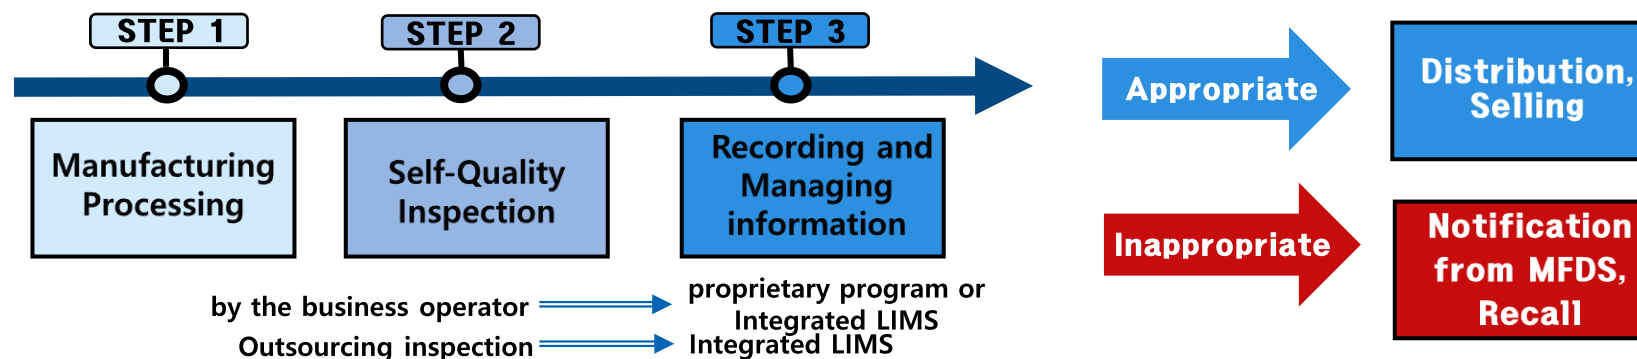 STEP 1
STEP 2
STEP 3
Manufacturing
Processing
Self-Quality
Inspection
Recording and
Managing
information
by the business operator
proprietary program or
Integrated LIMS
Outsourcing inspection
Integrated LIMS
Appropriate
Distribution,
Selling
Inappropriate
Notification
from MFDS,
Recall